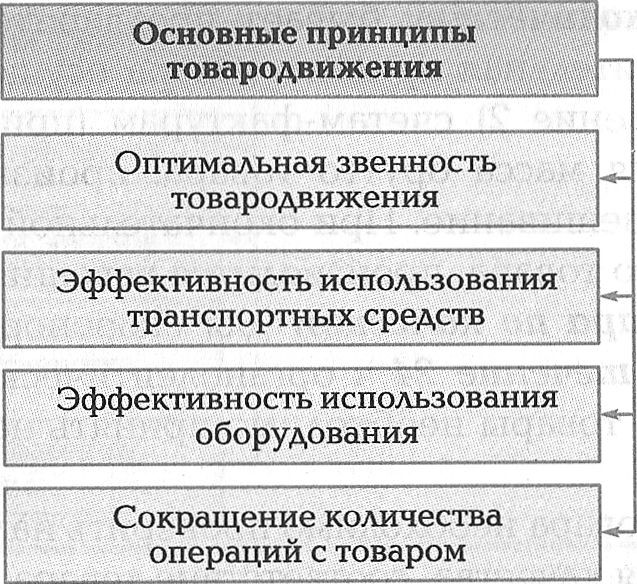 Основные принципы
товародвижения
Оптимальная звенность
товародвижения
Эффективность использования
транспортных средств
Эффективность использования
оборудования
Сокращение количества
операций с товаром